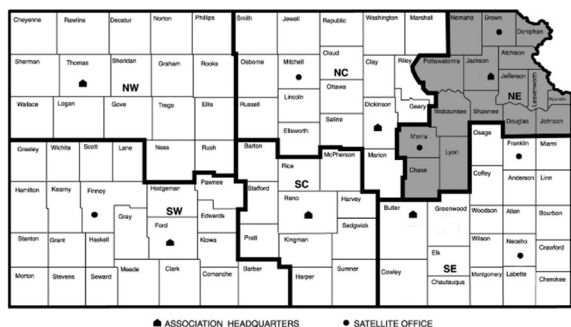 Cheyenne Rawlins Decatur Norton Phillips Smith Jewell Republic Washington Marshall Nemaha Brown Doniphan
Sherman Thomas Sheridan Graham Rooks Osborne Mitchell Cloud Clay Riley Pottawatomie Jackson Atchison
NW NC NE
Jefferson Leavenworth
Wallace Logan Gove Trego Ellis Russell Lincoln Ottawa Dickinson Geary Wabaunsee Shawnee
Ellsworth Saline Morris Douglas Johnson
Greeley Wichita Scott Lane Ness Rush Barton Rice McPherson Marion Chase Lyon Osage Franklin Miami
Hamilton Kearny Finney Hodgeman Pawnee Stafford Reno Harvey Butler Greenwood Coffey Anderson Linn
SW SC SE
Gray Edwards Sedgwick Woodson Allen Bourbon
Stanton Grant Haskell Ford Kiowa Pratt Kingman Elk Wilson Neosho Crawford
Morton Stevens Seward Meade Clark Comanche Barber Harper Sumner Cowley Chautauqua Montgomery Labette Cherokee
ASSOCIATION HEADQUARTERS SATELLITE OFFICE